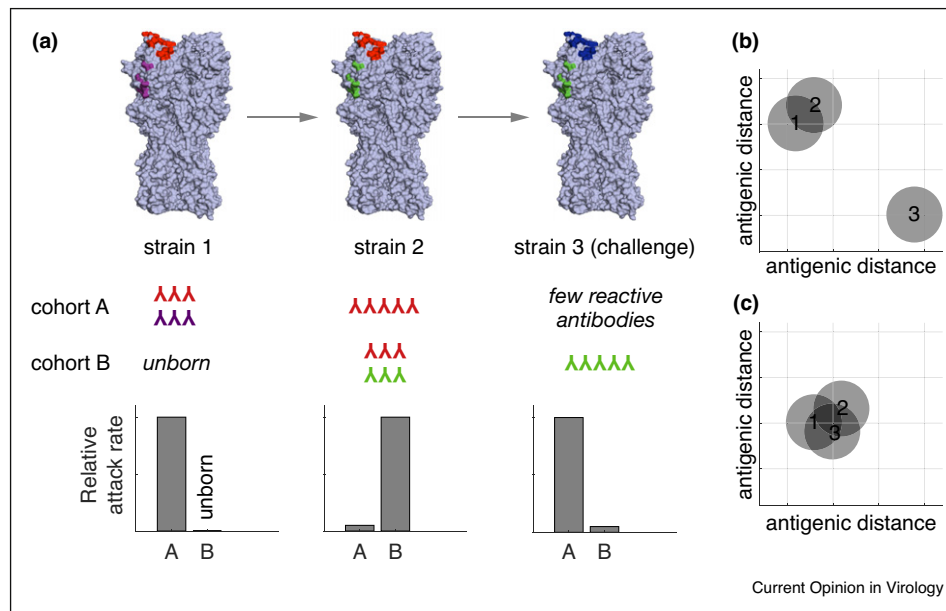 (a)
strain 1
strain 2
strain 3 (challenge)
cohort A
few reactive
antibodies
cohort B
unborn
Relative
attack rate
unborn
A B
A B
A B
(b)
antigenic distance
1
2
3
antigenic distance
(c)
antigenic distance
1
2
3
antigenic distance
Current Opinion in Virology